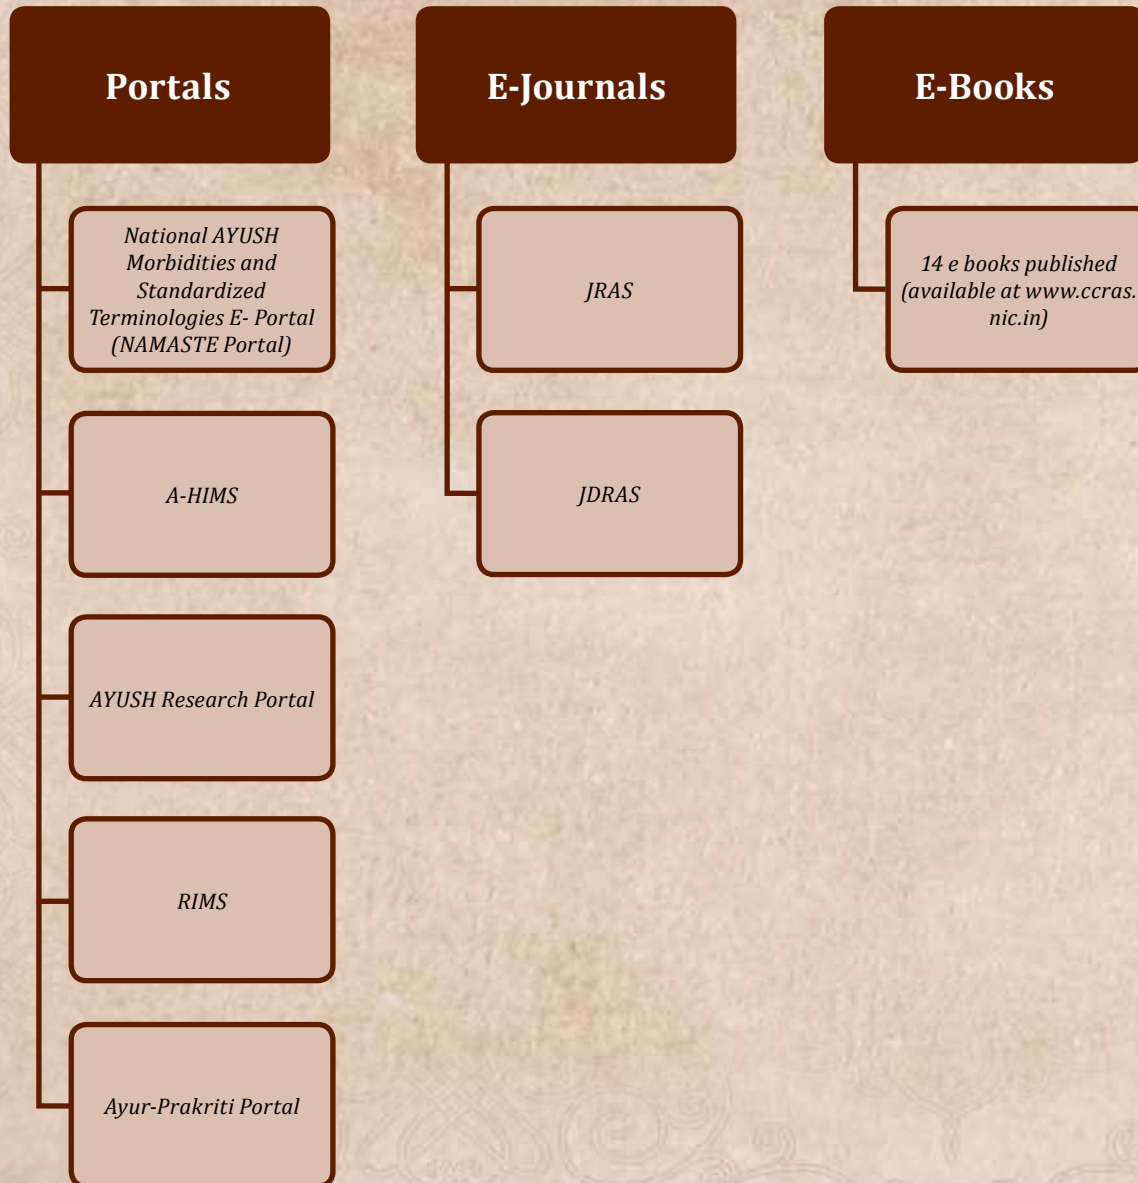 Portals
National AYUSH
Morbidities and
Standardized
Terminologies E- Portal
(NAMASTE Portal)
A-HIMS
AYUSH Research Portal
RIMS
Ayur-Prakriti Portal
E-Journals
JRAS
JDRAS
E-Books
14 e books published
(available at www.ccras.
nic.in)